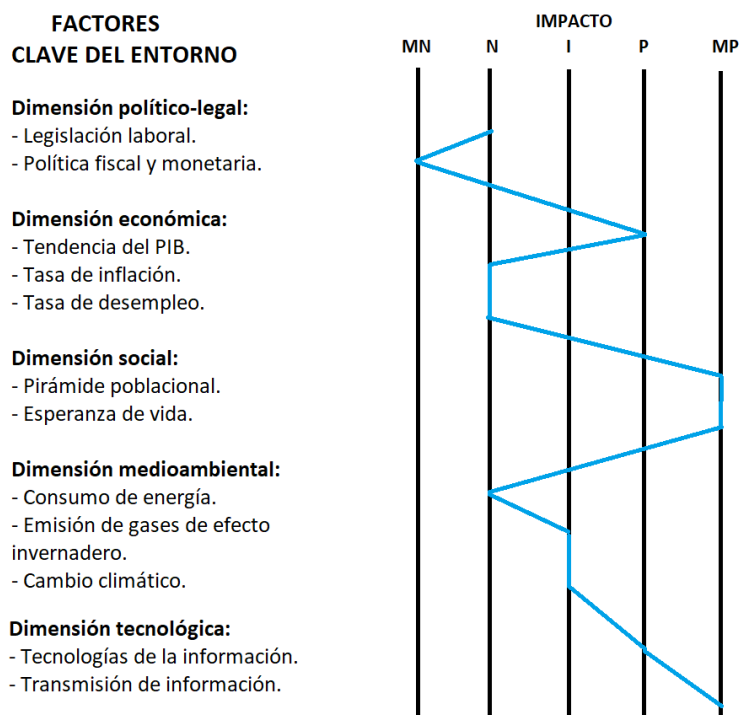 FACTORES
CLAVE DEL ENTORNO
IMPACTO
MN N I P MP
Dimensión político-legal:
- Legislación laboral.
- Política fiscal y monetaria.
Dimensión económica:
- Tendencia del PIB.
- Tasa de inflación.
- Tasa de desempleo.
Dimensión social:
- Pirámide poblacional.
- Esperanza de vida.
Dimensión medioambiental:
- Consumo de energía.
- Emisión de gases de efecto
invernadero.
- Cambio climático.
Dimensión tecnológica:
- Tecnologías de la información.
- Transmisión de información.